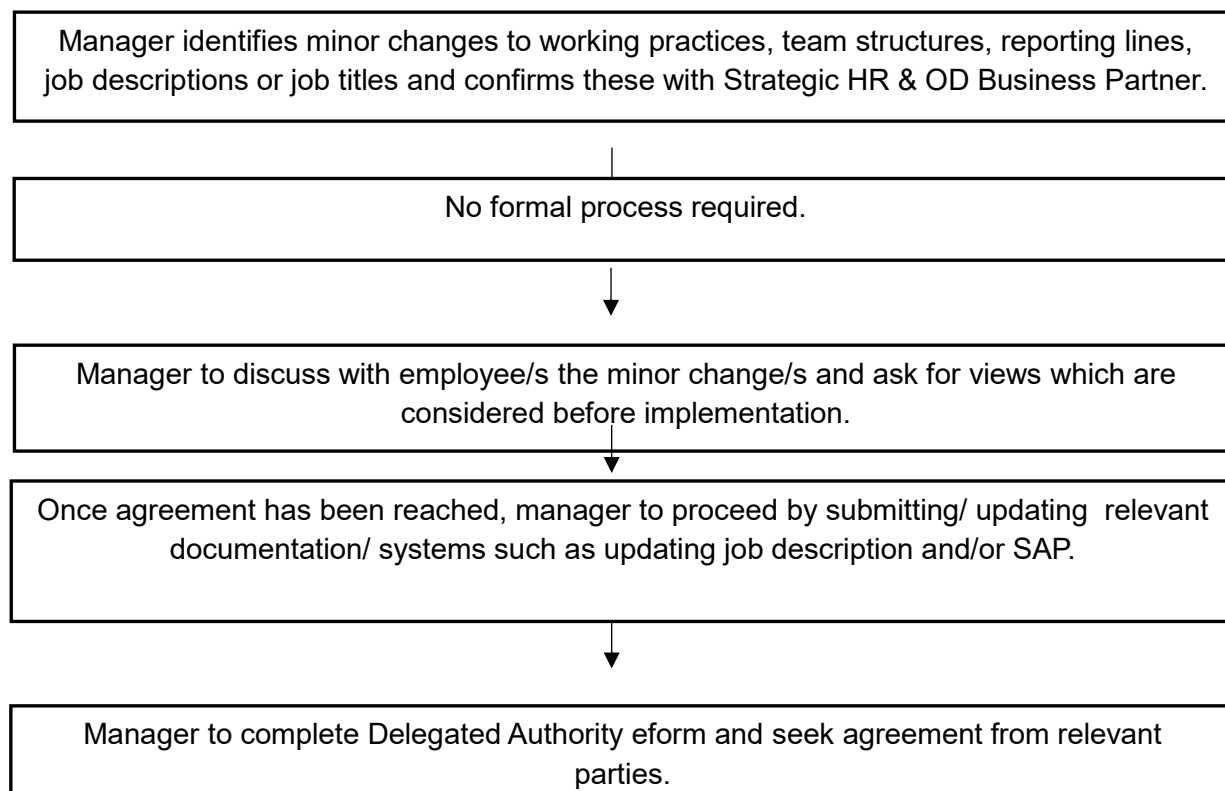 Manager identifies minor changes to working practices, team structures, reporting lines,
job descriptions or job titles and confirms these with Strategic HR & OD Business Partner.
No formal process required.
Manager to discuss with employee/s the minor change/s and ask for views which are
considered before implementation.
Once agreement has been reached, manager to proceed by submitting/ updating  relevant
documentation/ systems such as updating job description and/or SAP.
Manager to complete Delegated Authority eform and seek agreement from relevant
parties.